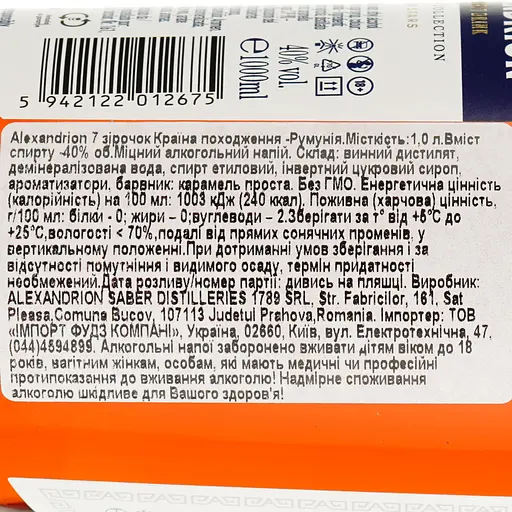 COLLECTION
40% vol.
1000ml
18+
5 942122 012675
Alexandrion 7 зірочок Країна походження -Румунія.Місткість:1,0 л.Вміст
спирту -40% об.Міцний алкогольний напій. Склад: винний дистилят,
демінералізована вода, спирт етиловий, інвертний цукровий сироп,
ароматизатори, барвник: карамель проста. Без ГМО. Енергетична цінність
(калорійність) на 100 мл: 1003 кДж (240 ккал). Поживна (харчова) цінність,
г/100 мл: білки - 0; жири – 0;вуглеводи – 2.Зберігати за t° від +5°С до
+25°С,вологості < 70%,подалі від прямих сонячних променів, у
вертикальному положенні.При дотриманні умов зберігання і за
відсутності помутніння і видимого осаду, термін придатності
необмежений.Дата розливу/номер партії: дивись на пляшці. Виробник:
ALEXANDRION SABER DISTILLERIES 1789 SRL, Str. Fabricilor, 161, Sat
Pleasa,Comuna Bucov, 107113 Judetul Prahova,Romania. Імпортер: ТОВ
«ІМПОРТ ФУДЗ КОМПАНІ», Україна, 02660, Київ, вул. Електротехнічна, 47,
(044)4594899. Алкогольні напої заборонено вживати дітям віком до 18
років, вагітним жінкам, особам, які мають медичні чи професійні
протипоказання до вживання алкоголю! Надмірне споживання
алкоголю шкідливе для Вашого здоров'я!